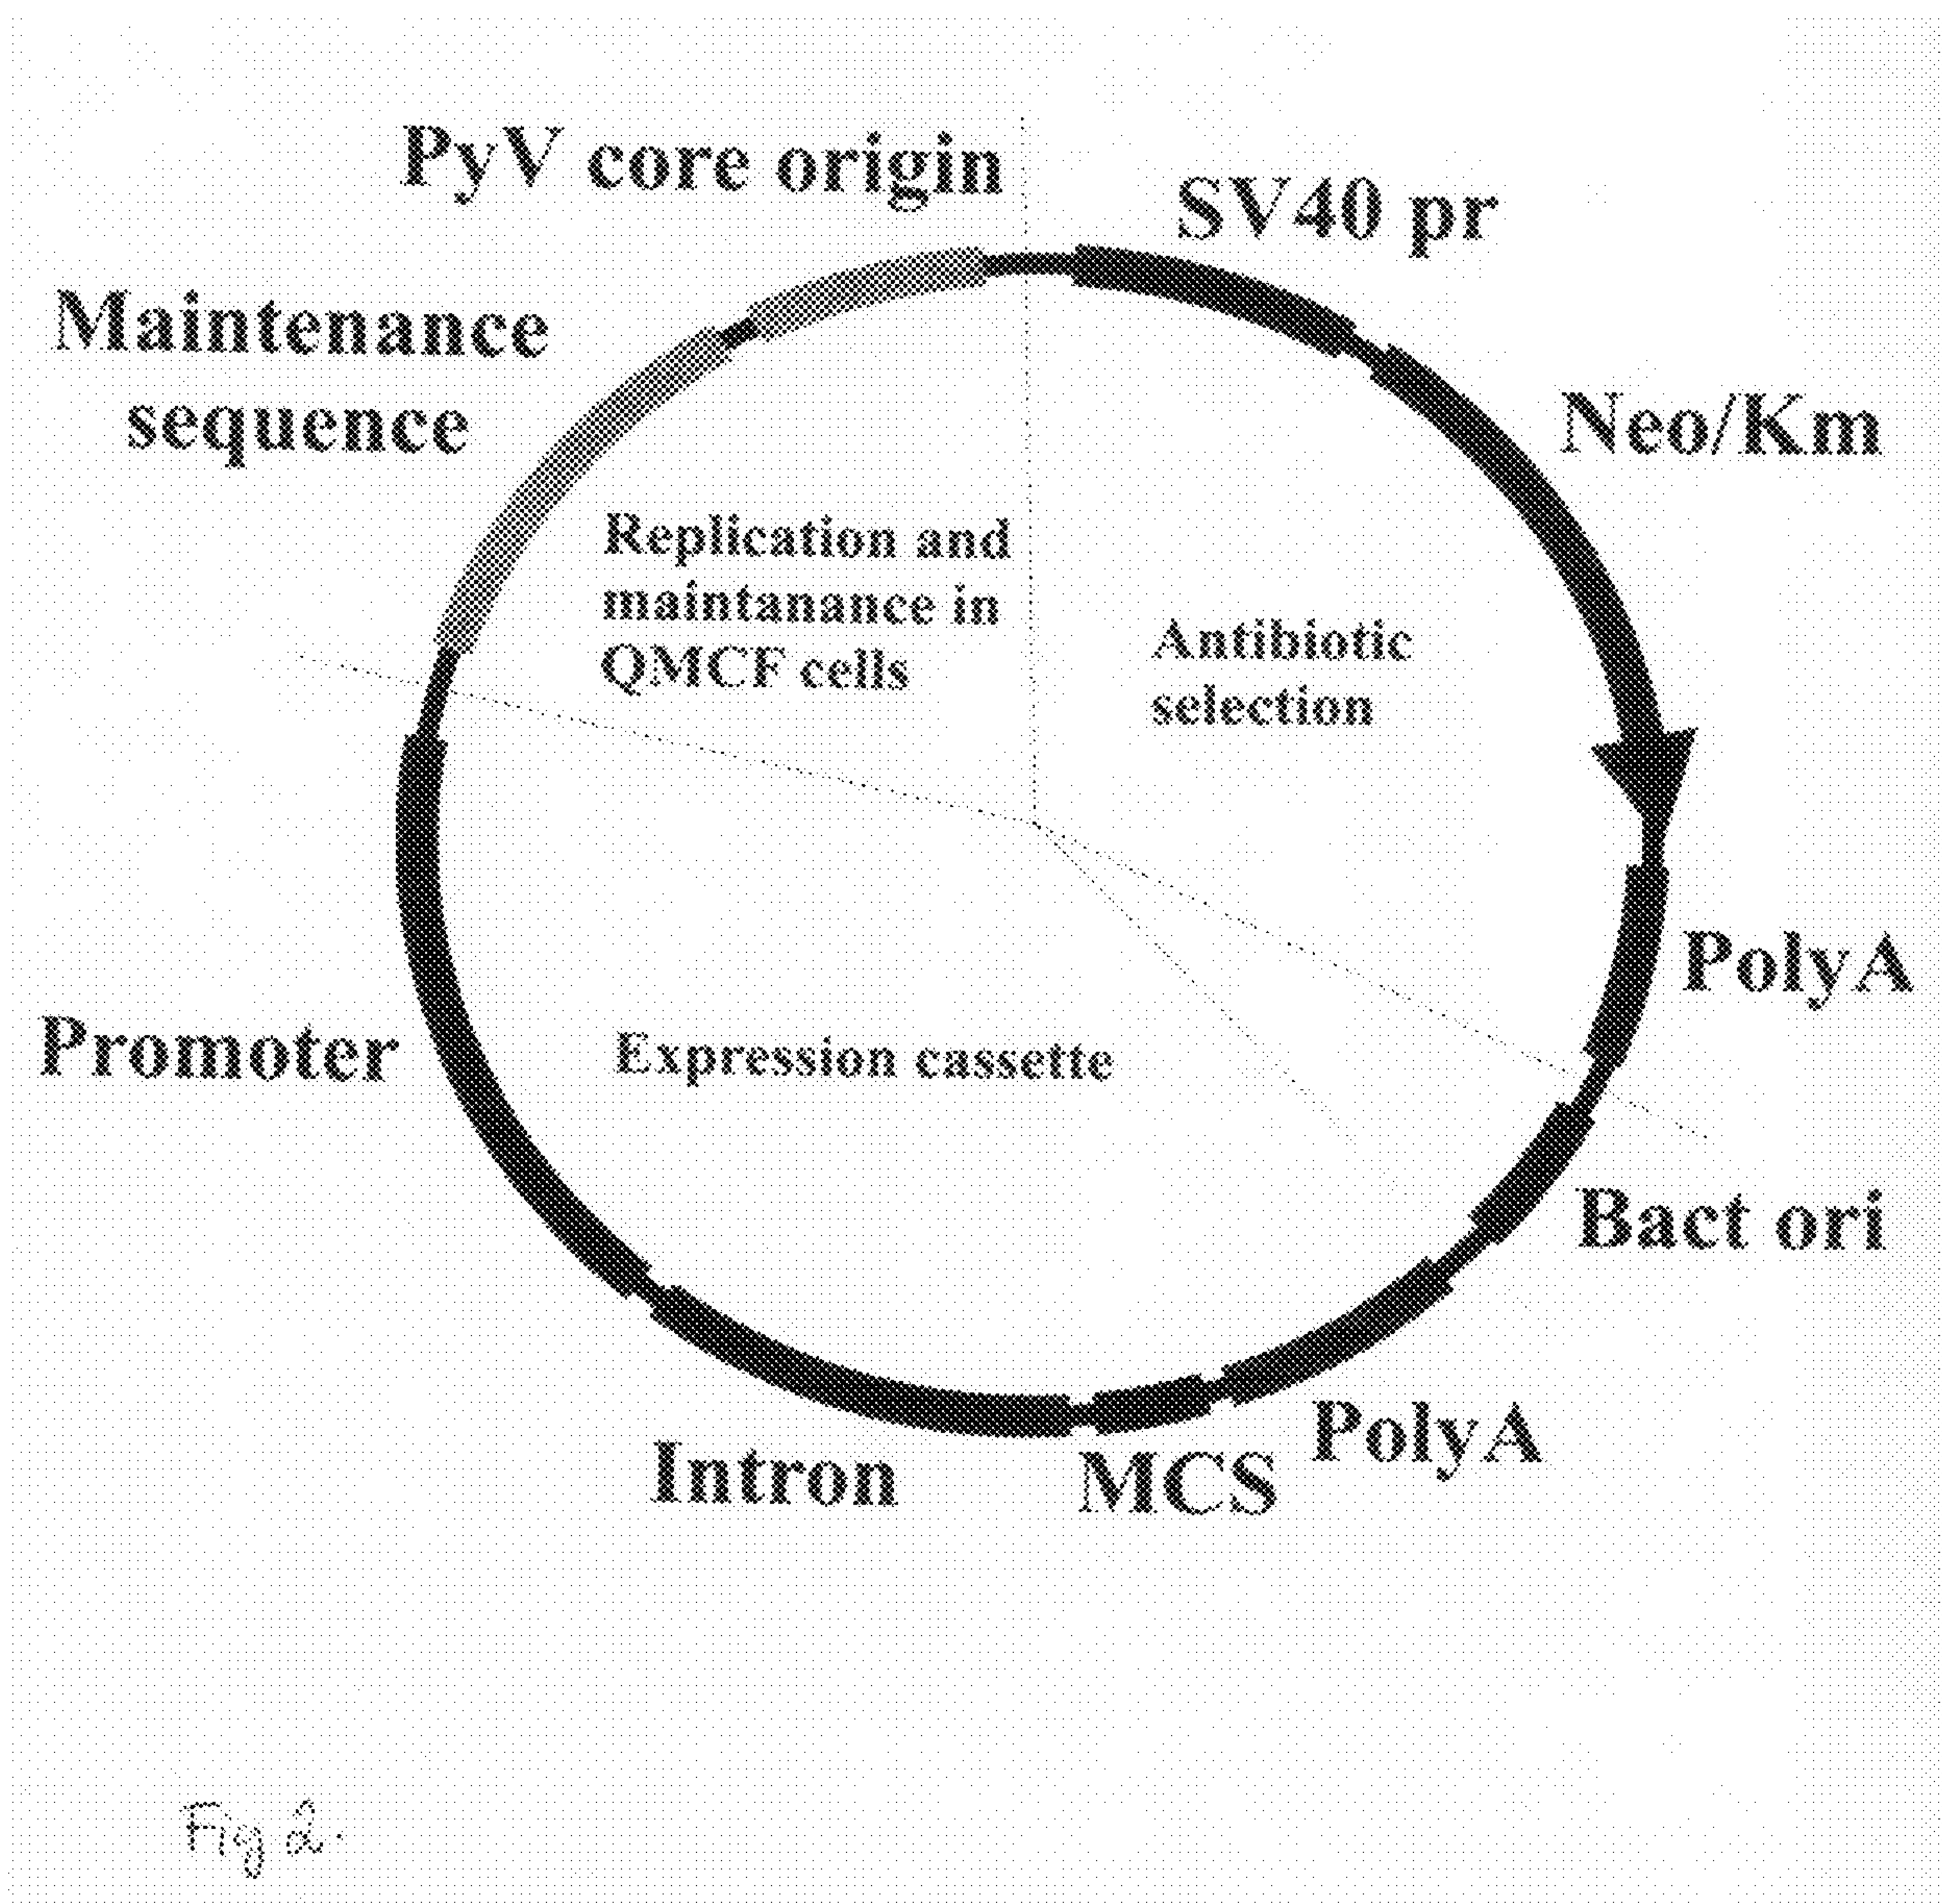 PyV core origin
SV40 pr
Maintenance
sequence
Neo/Km
Replication and
maintanance in
QMCF cells
Antibiotic
selection
PolyA
Promoter
Expression cassette
Bact ori
PolyA
Intron
MCS
Fig 2.